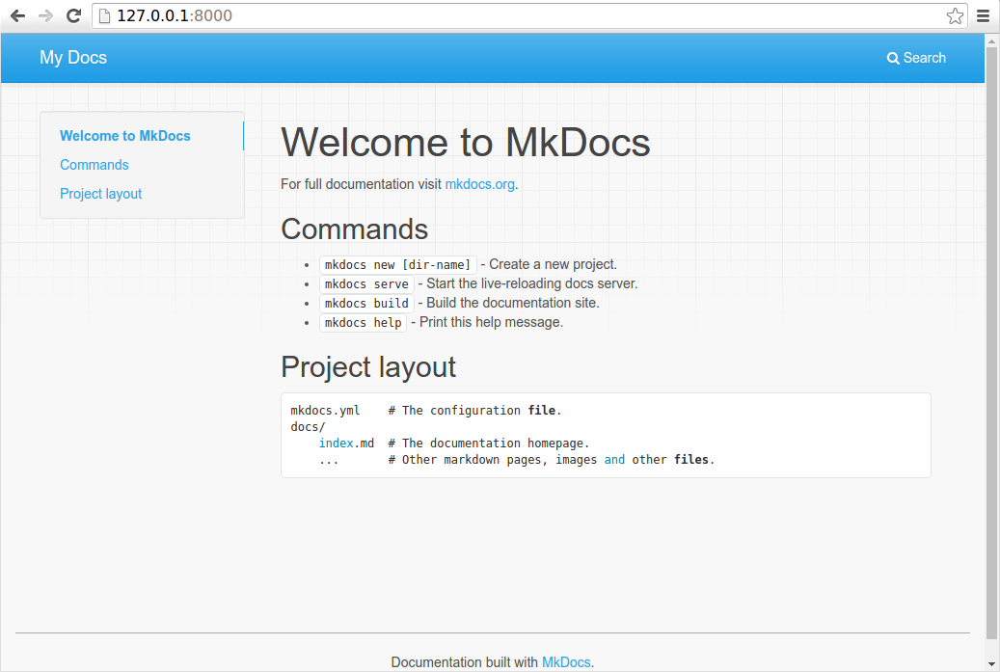 127.0.0.1:8000
My Docs
Search
Welcome to MkDocs
Commands
Project layout
Welcome to MkDocs
For full documentation visit mkdocs.org.
Commands
• mkdocs new [dir-name] - Create a new project.
• mkdocs serve - Start the live-reloading docs server.
• mkdocs build - Build the documentation site.
• mkdocs help - Print this help message.
Project layout
mkdocs.yml    # The configuration file.
docs/
    index.md  # The documentation homepage.
    ...       # Other markdown pages, images and other files.
Documentation built with MkDocs.